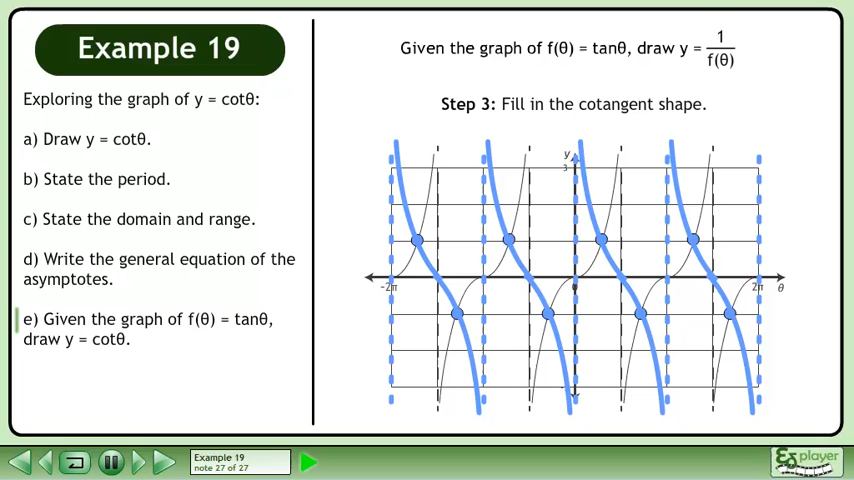 Example 19
Exploring the graph of y = cotθ:
a) Draw y = cotθ.
b) State the period.
c) State the domain and range.
d) Write the general equation of the
asymptotes.
e) Given the graph of f(θ) = tanθ,
draw y = cotθ.
Given the graph of f(θ) = tanθ, draw y = 1/f(θ)
Step 3: Fill in the cotangent shape.
y
3
-2π
0
2π
θ
Example 19
note 27 of 27
player